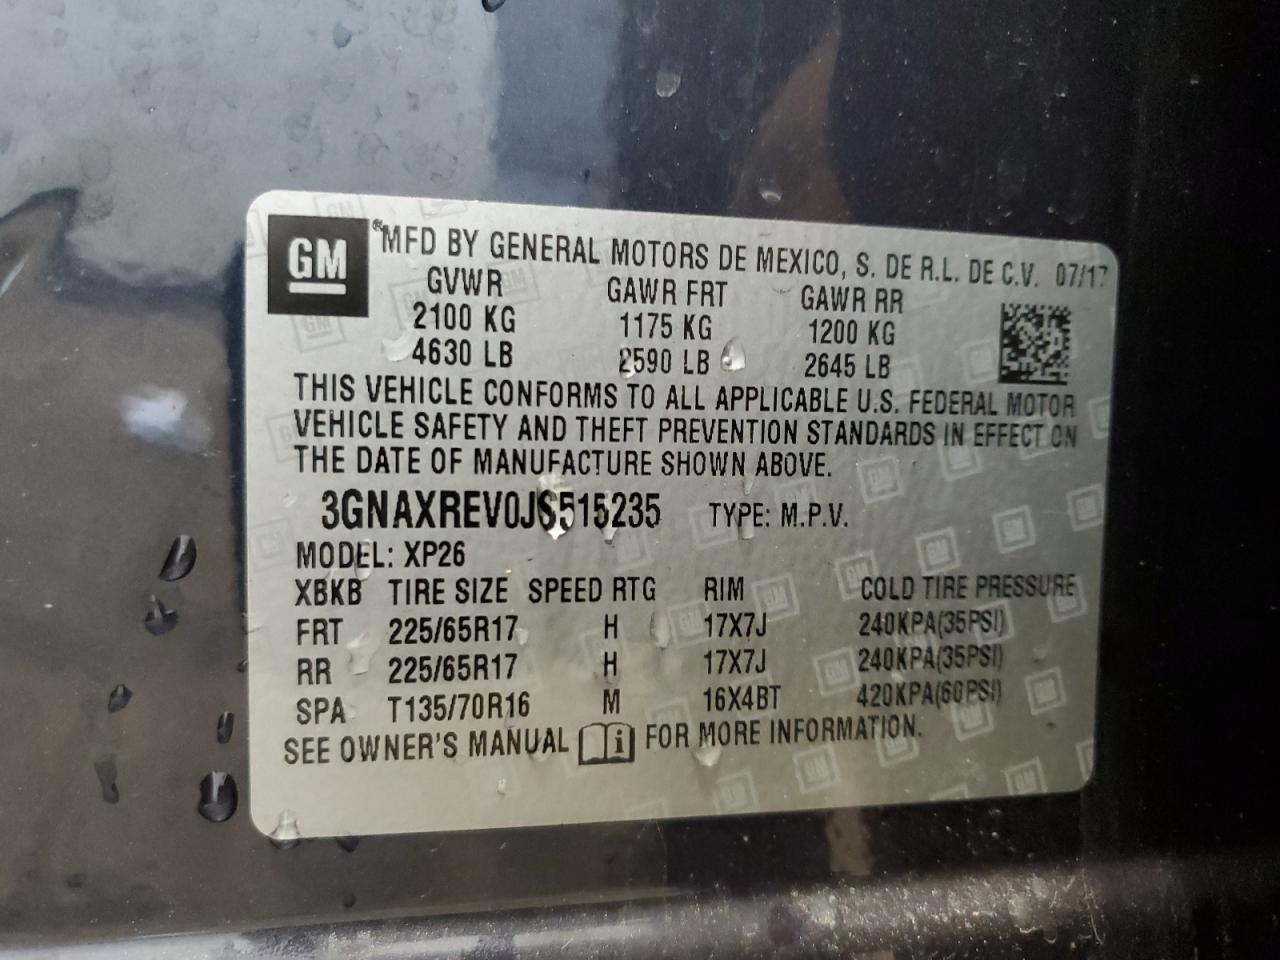 GM
® MFD BY GENERAL MOTORS DE MEXICO, S. DE R.L. DE C.V. 07/17
GVWR GAWR FRT GAWR RR
2100 KG 1175 KG 1200 KG
4630 LB 2590 LB 2645 LB
THIS VEHICLE CONFORMS TO ALL APPLICABLE U.S. FEDERAL MOTOR
VEHICLE SAFETY AND THEFT PREVENTION STANDARDS IN EFFECT ON
THE DATE OF MANUFACTURE SHOWN ABOVE.
3GNAXREV0JS515235 TYPE: M.P.V.
MODEL: XP26
XBKB TIRE SIZE SPEED RTG RIM COLD TIRE PRESSURE
FRT 225/65R17 H 17X7J 240KPA(35PSI)
RR 225/65R17 H 17X7J 240KPA(35PSI)
SPA T135/70R16 M 16X4BT 420KPA(60PSI)
SEE OWNER'S MANUAL i FOR MORE INFORMATION.